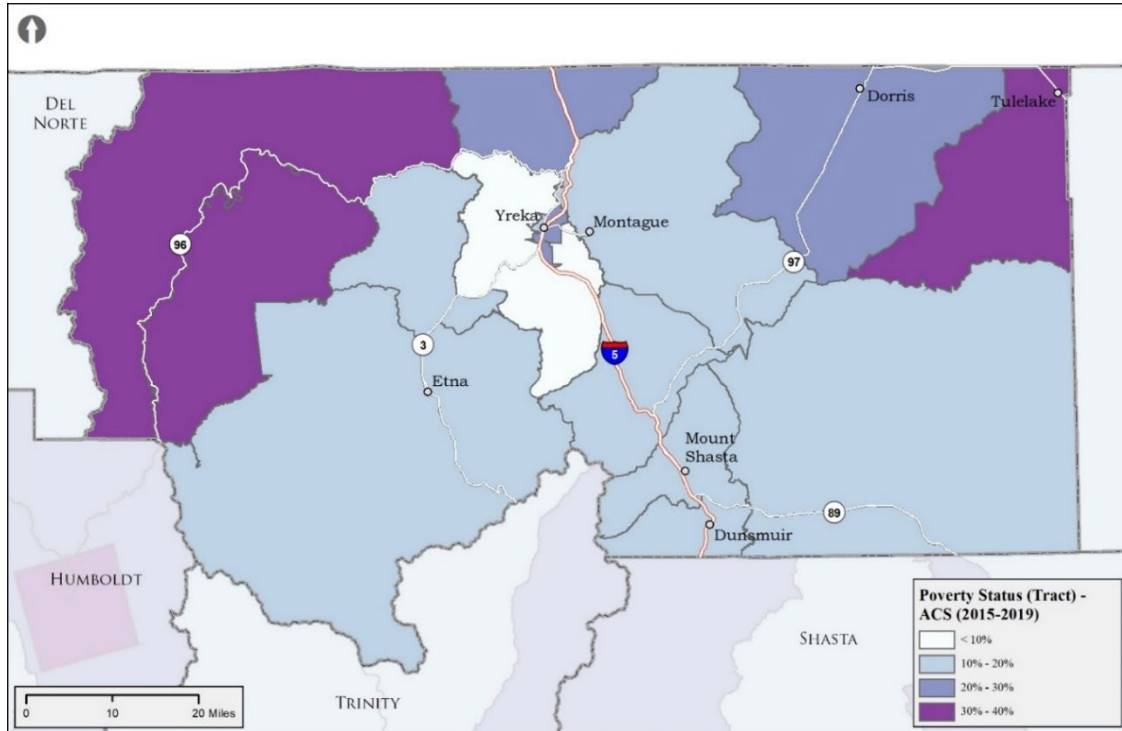 DEL
NORTE
Dorris
Tulelake
Yreka
Montague
96
97
3
5
Etna
Mount
Shasta
89
Dunsmuir
HUMBOLDT
SHASTA
TRINITY
0 10 20 Miles
Poverty Status (Tract) -
ACS (2015-2019)
< 10%
10% - 20%
20% - 30%
30% - 40%